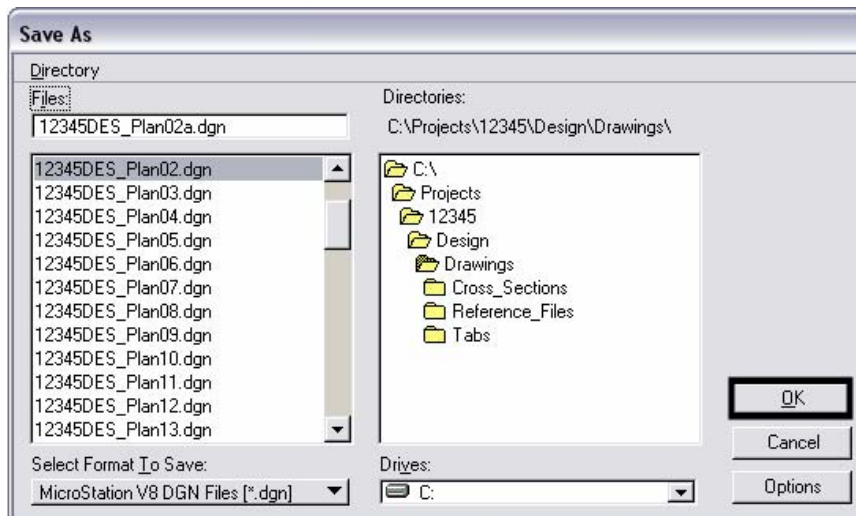 Save As
Directory
Files:
12345DES_Plan02a.dgn
12345DES_Plan02.dgn
12345DES_Plan03.dgn
12345DES_Plan04.dgn
12345DES_Plan05.dgn
12345DES_Plan06.dgn
12345DES_Plan07.dgn
12345DES_Plan08.dgn
12345DES_Plan09.dgn
12345DES_Plan10.dgn
12345DES_Plan11.dgn
12345DES_Plan12.dgn
12345DES_Plan13.dgn
Select Format To Save:
MicroStation V8 DGN Files [*.dgn]
Directories:
C:\Projects\12345\Design\Drawings\
C:\
Projects
12345
Design
Drawings
Cross_Sections
Reference_Files
Tabs
Drives:
C:
OK
Cancel
Options